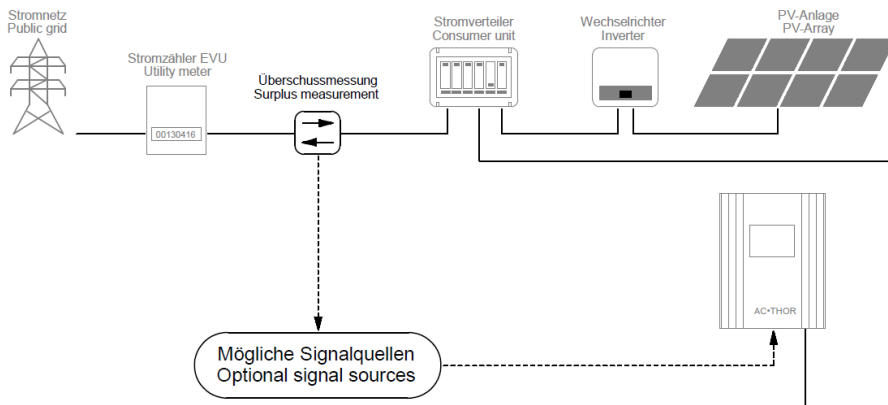 Stromnetz
Public grid
Stromzähler EVU
Utility meter
00130416
Überschussmessung
Surplus measurement
Stromverteiler
Consumer unit
Wechselrichter
Inverter
PV-Anlage
PV-Array
AC•THOR
Mögliche Signalquellen
Optional signal sources